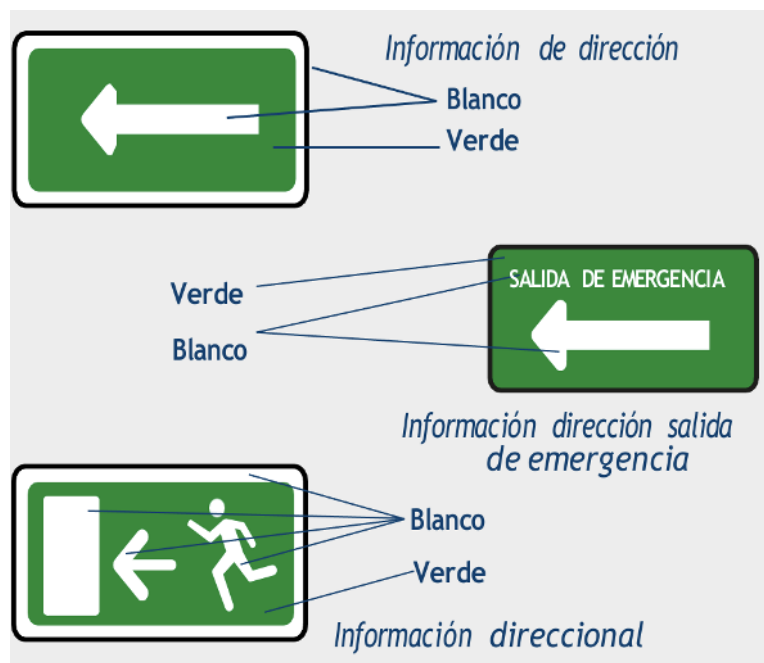 Información de dirección
Blanco
Verde
SALIDA DE EMERGENCIA
Verde
Blanco
Información dirección salida
de emergencia
Blanco
Verde
Información direccional